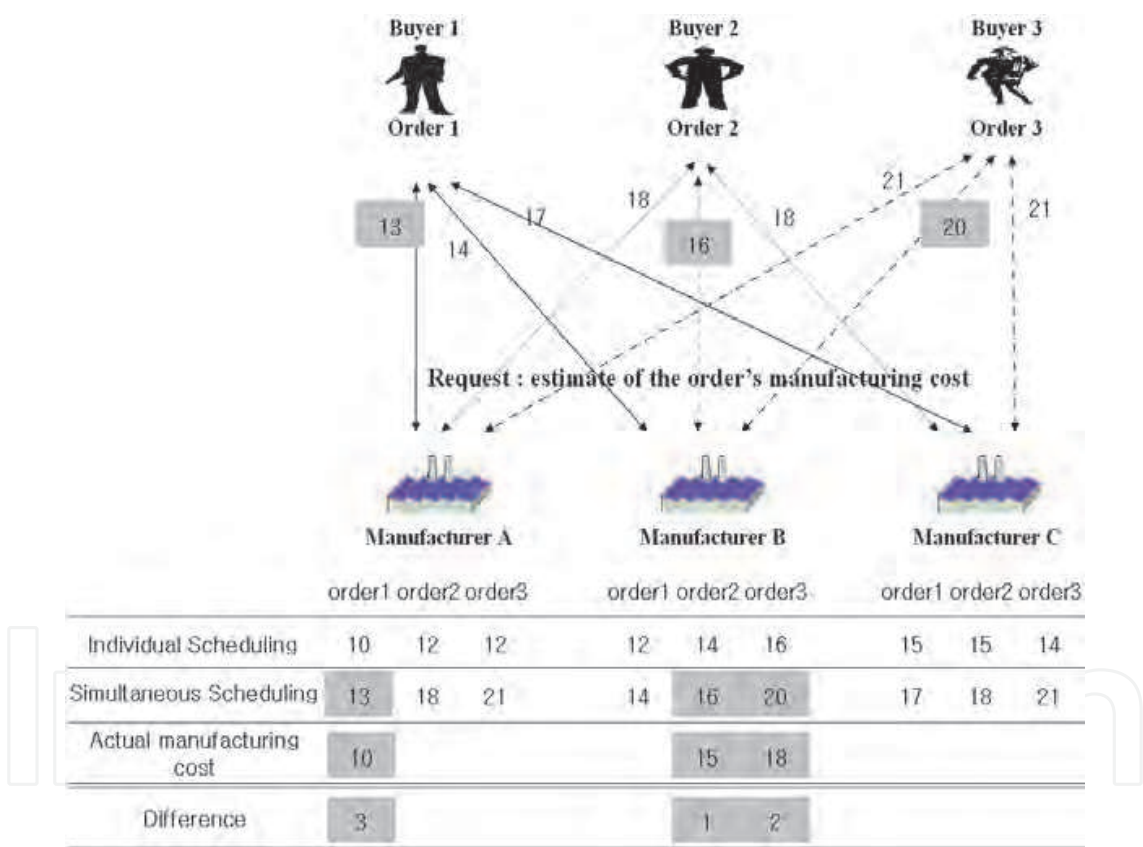 Buyer 1 Buyer 2 Buyer 3
Order 1 Order 2 Order 3
13 14 17 18 16 18 21 20 21
Request : estimate of the order's manufacturing cost
Manufacturer A Manufacturer B Manufacturer C
order1 order2 order3 order1 order2 order3 order1 order2 order3
Individual Scheduling 10 12 12 12 14 16 15 15 14
Simultaneous Scheduling 13 18 21 14 16 20 17 18 21
Actual manufacturing
cost 10 15 18
Difference 3 1 2